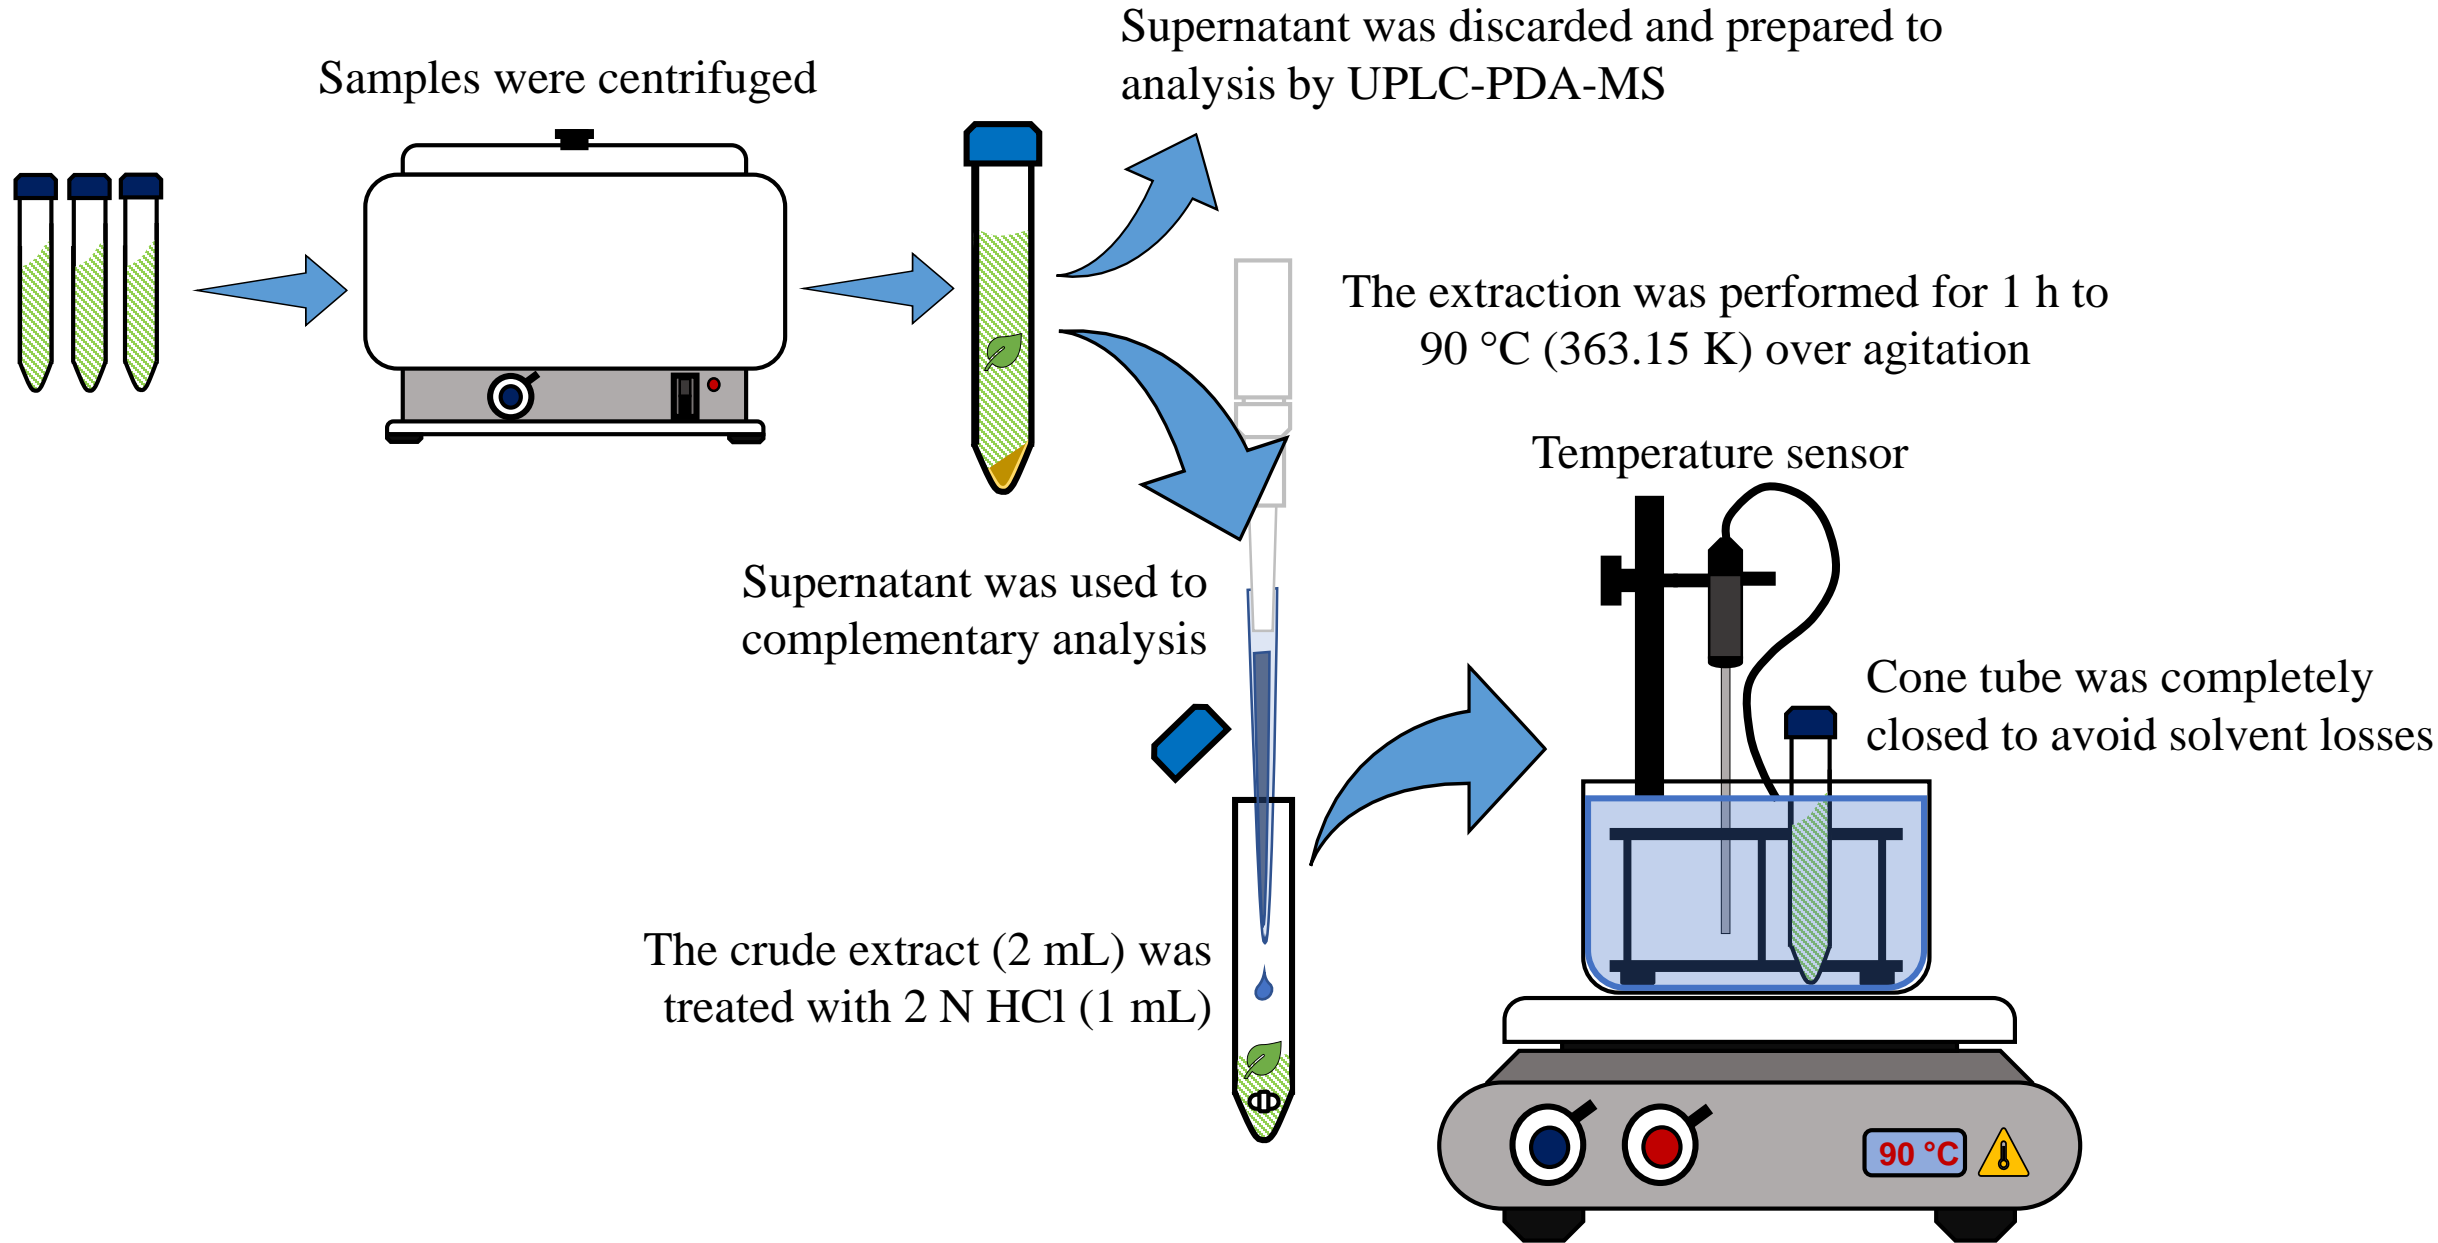 Supernatant was discarded and prepared to
analysis by UPLC-PDA-MS
Samples were centrifuged
The extraction was performed for 1 h to
90 °C (363.15 K) over agitation
Temperature sensor
Supernatant was used to
complementary analysis
Cone tube was completely
closed to avoid solvent losses
The crude extract (2 mL) was
treated with 2 N HCl (1 mL)
90 °C